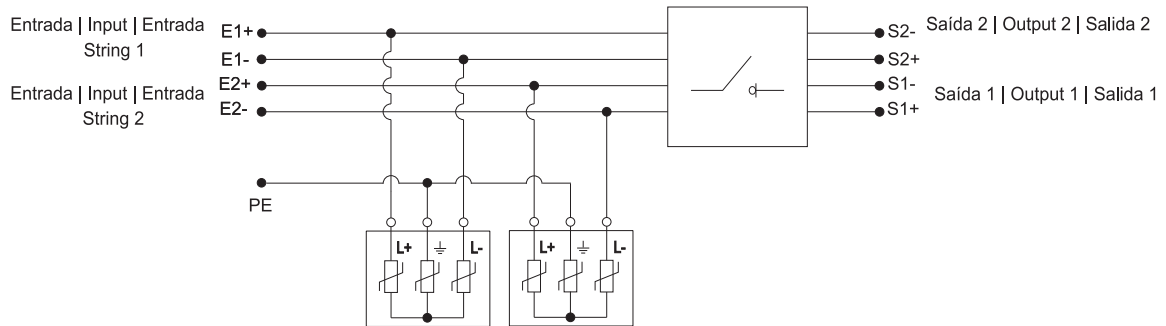 Entrada | Input | Entrada
String 1
E1+
E1-
Entrada | Input | Entrada
String 2
E2+
E2-
S2-
S2+
Saída 2 | Output 2 | Salida 2
S1-
S1+
Saída 1 | Output 1 | Salida 1
PE
L+
L-
L+
L-